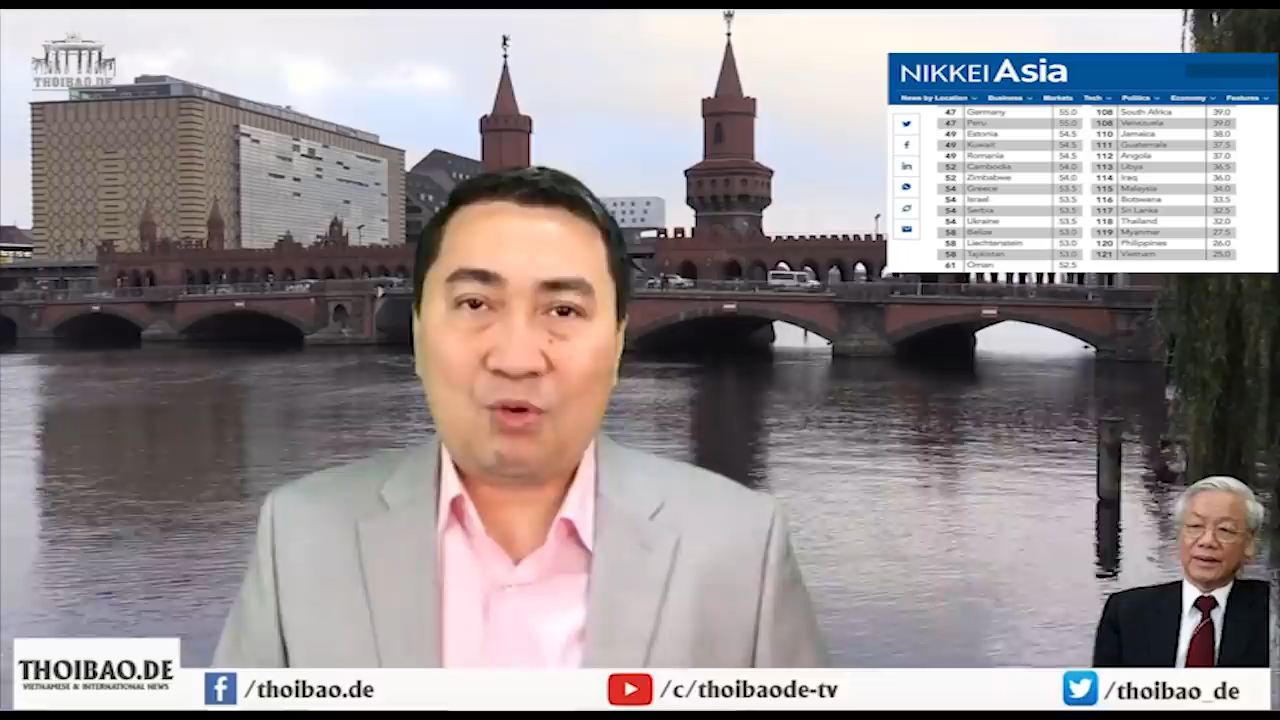 THOIBAO.DE
NIKKEI Asia
News by Location Business Markets Tech Politics Economy Features
47 Germany 55.0 108 South Africa 39.0
47 Peru 55.0 108 Venezuela 39.0
49 Estonia 54.5 110 Jamaica 38.0
49 Kuwait 54.5 111 Guatemala 37.5
49 Romania 54.5 112 Angola 37.0
52 Cambodia 54.0 113 Libya 36.5
52 Zimbabwe 54.0 114 Iraq 36.0
54 Greece 53.5 115 Malaysia 34.0
54 Israel 53.5 116 Botswana 33.5
54 Serbia 53.5 117 Sri Lanka 32.5
54 Ukraine 53.5 118 Thailand 32.0
58 Belize 53.0 119 Myanmar 27.5
58 Liechtenstein 53.0 120 Philippines 26.0
58 Tajikistan 53.0 121 Vietnam 25.0
61 Oman 52.5
THOIBAO.DE
VIETNAMESE & INTERNATIONAL NEWS
/thoibao.de
/c/thoibaode-tv
/thoibao_de